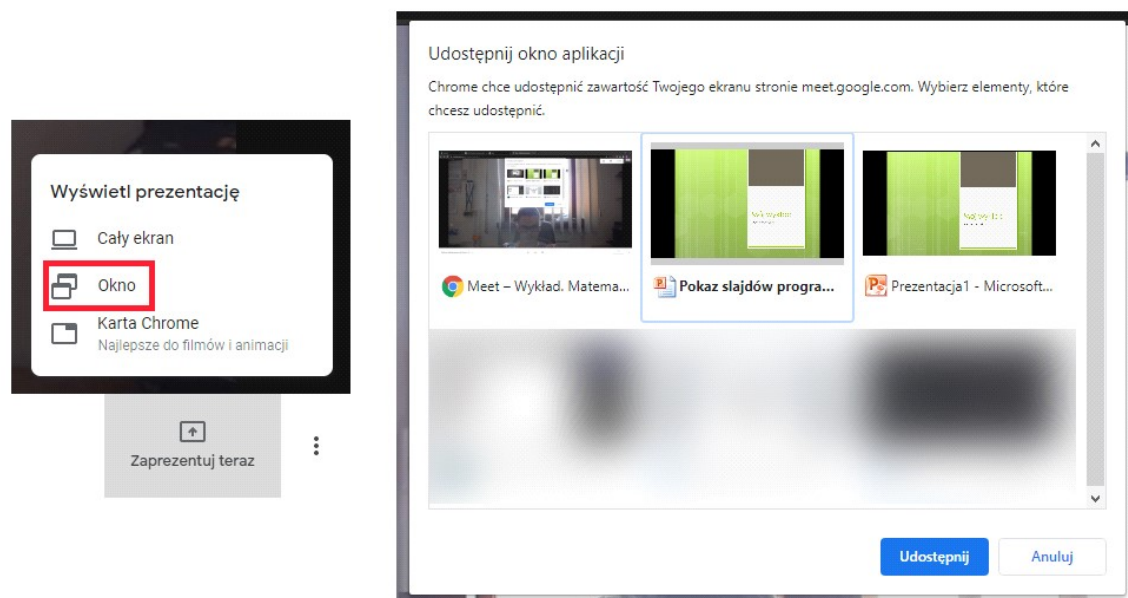 Wyświetl prezentację
Cały ekran
Okno
Karta Chrome
Najlepsze do filmów i animacji
Zaprezentuj teraz
Udostępnij okno aplikacji
Chrome chce udostępnić zawartość Twojego ekranu stronie meet.google.com. Wybierz elementy, które
chcesz udostępnić.
Meet – Wykład. Matema...
Pokaz slajdów progra...
Prezentacja1 - Microsoft...
Udostępnij
Anuluj